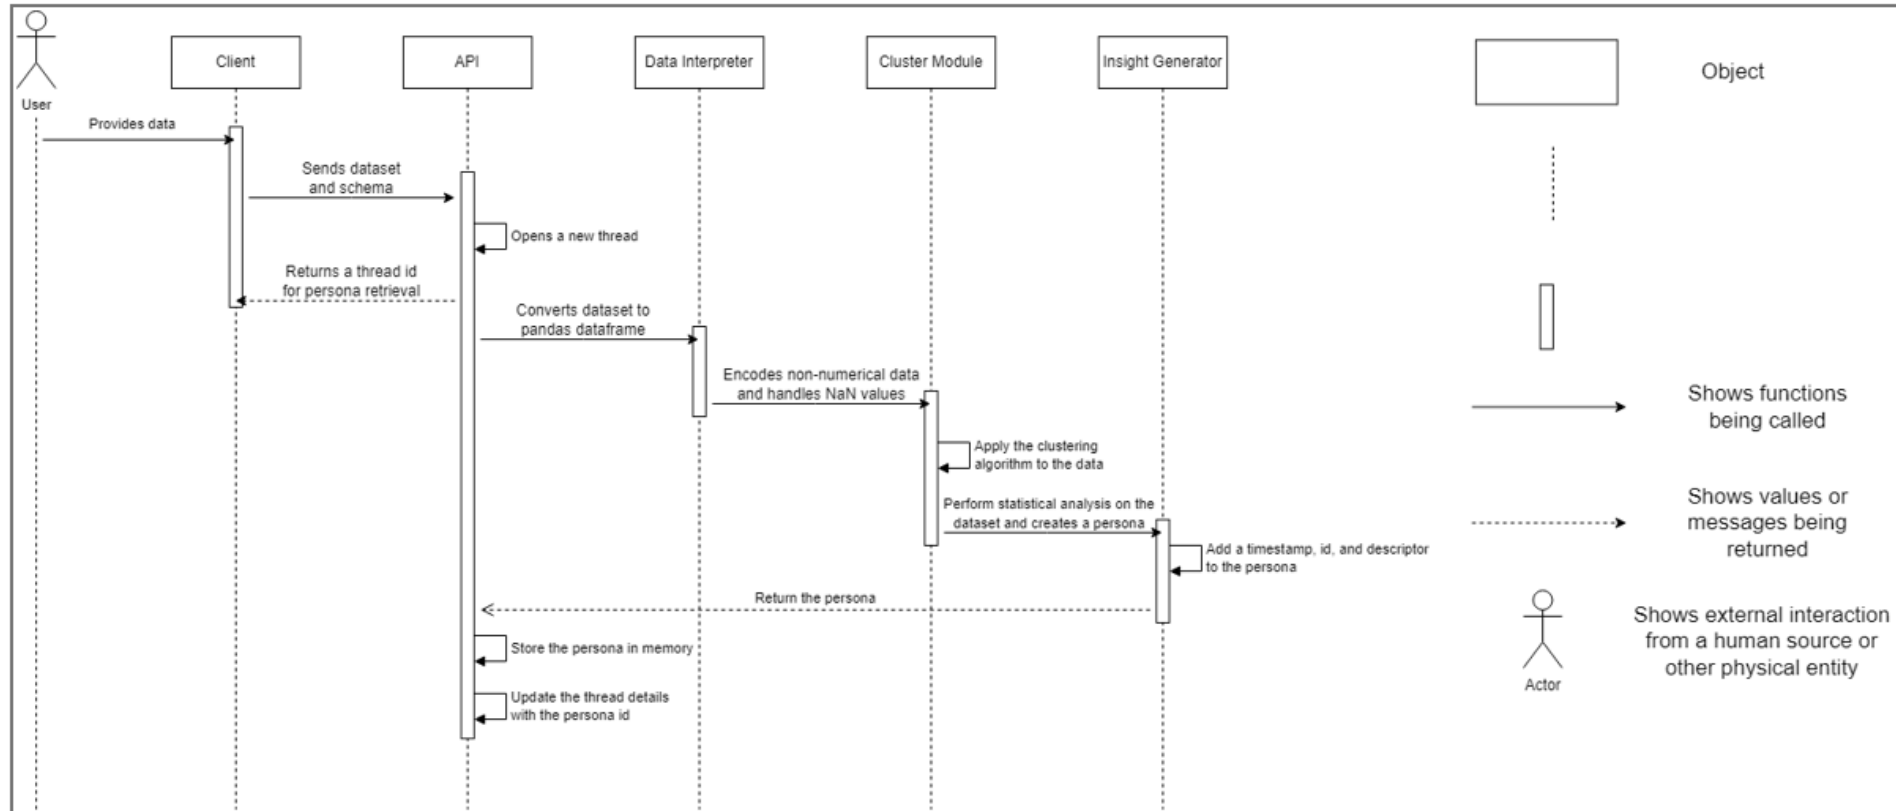 Client
API
Data Interpreter
Cluster Module
Insight Generator
Object
User
Provides data
Sends dataset
and schema
Opens a new thread
Returns a thread id
for persona retrieval
Converts dataset to
pandas dataframe
Encodes non-numerical data
and handles NaN values
Apply the clustering
algorithm to the data
Perform statistical analysis on the
dataset and creates a persona
Add a timestamp, id, and descriptor
to the persona
Return the persona
Store the persona in memory
Update the thread details
with the persona id
Shows functions
being called
Shows values or
messages being
returned
Shows external interaction
from a human source or
other physical entity
Actor